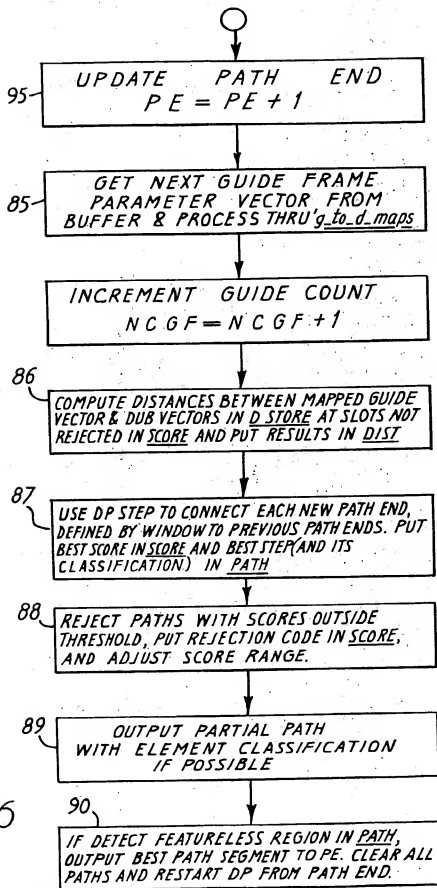 95
UPDATE PATH END
PE = PE + 1
85
GET NEXT GUIDE FRAME
PARAMETER VECTOR FROM
BUFFER & PROCESS THRU 'g_to_d_maps
INCREMENT GUIDE COUNT
NCGF = NCGF + 1
86
COMPUTE DISTANCES BETWEEN MAPPED GUIDE
VECTOR & DUB VECTORS IN D STORE AT SLOTS NOT
REJECTED IN SCORE AND PUT RESULTS IN DIST
87
USE DP STEP TO CONNECT EACH NEW PATH END,
DEFINED BY WINDOW TO PREVIOUS PATH ENDS. PUT
BEST SCORE IN SCORE AND BEST STEP (AND ITS
CLASSIFICATION.) IN PATH
88
REJECT PATHS WITH SCORES OUTSIDE
THRESHOLD, PUT REJECTION CODE IN SCORE,
AND ADJUST SCORE RANGE.
89
OUTPUT PARTIAL PATH
WITH ELEMENT CLASSIFICATION
IF POSSIBLE
6
90
IF DETECT FEATURELESS REGION IN PATH,
OUTPUT BEST PATH SEGMENT TO PE. CLEAR ALL
PATHS AND RESTART DP FROM PATH END.